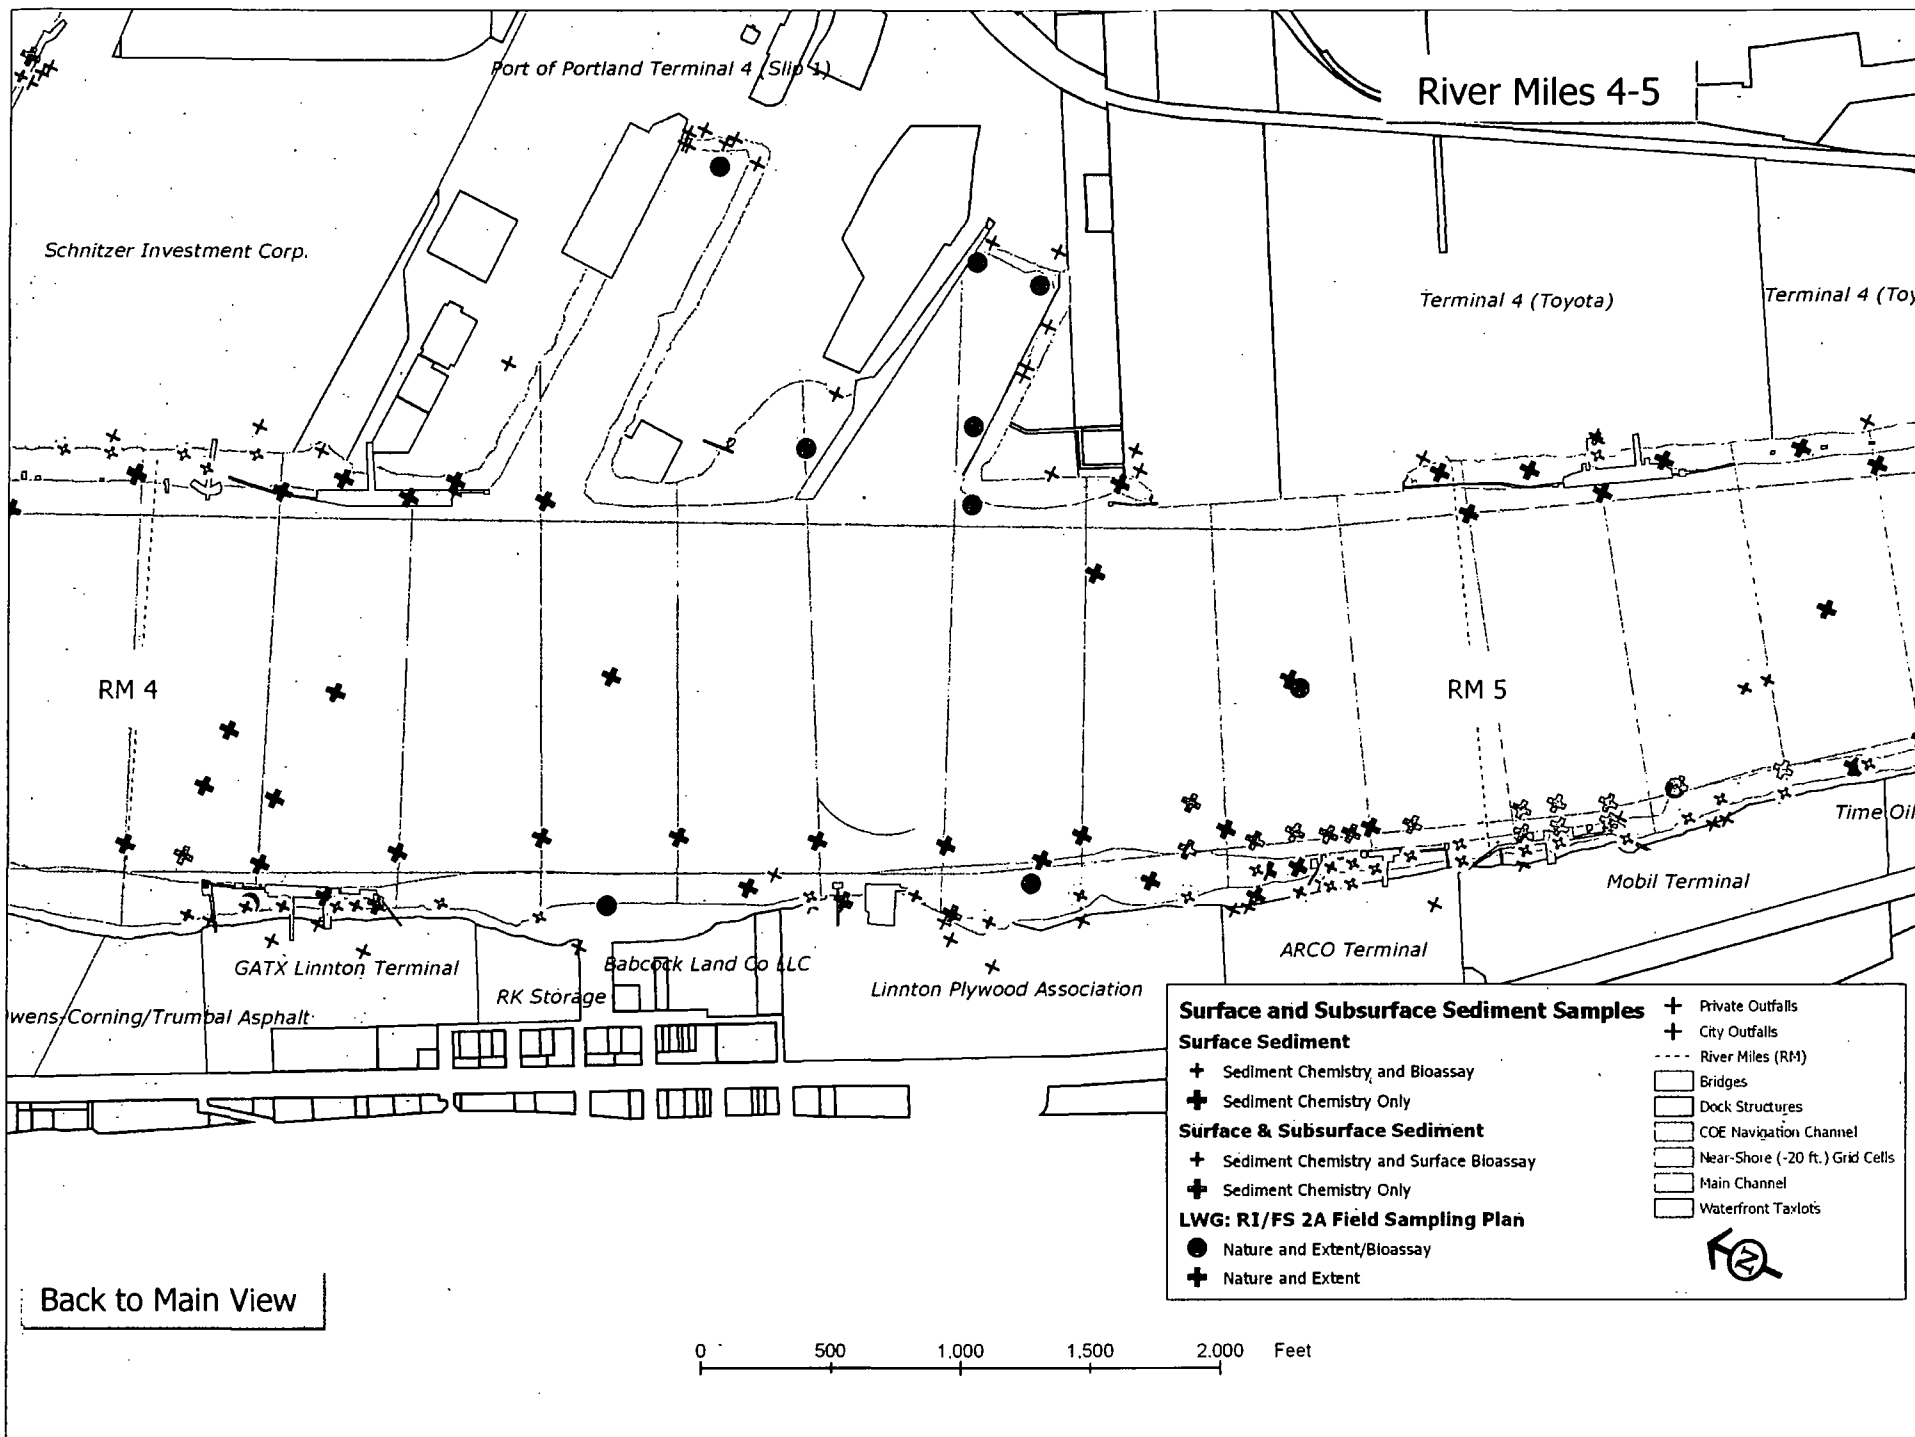 Port of Portland Terminal 4 (Slip 1)
River Miles 4-5
Schnitzer Investment Corp.
Terminal 4 (Toyota)
Terminal 4 (Toy
RM 4
RM 5
Time Oil
Mobil Terminal
ARCO Terminal
GATX Linnton Terminal
Babcock Land Co LLC
RK Storage
Linnton Plywood Association
wens-Corning/Trumbal Asphalt
Surface and Subsurface Sediment Samples
Surface Sediment
Sediment Chemistry and Bioassay
Sediment Chemistry Only
Surface & Subsurface Sediment
Sediment Chemistry and Surface Bioassay
Sediment Chemistry Only
LWG: RI/FS 2A Field Sampling Plan
Nature and Extent/Bioassay
Nature and Extent
Private Outfalls
City Outfalls
River Miles (RM)
Bridges
Dock Structures
COE Navigation Channel
Near-Shore (-20 ft.) Grid Cells
Main Channel
Waterfront Taxlots
N
Back to Main View
0 500 1,000 1,500 2.000 Feet